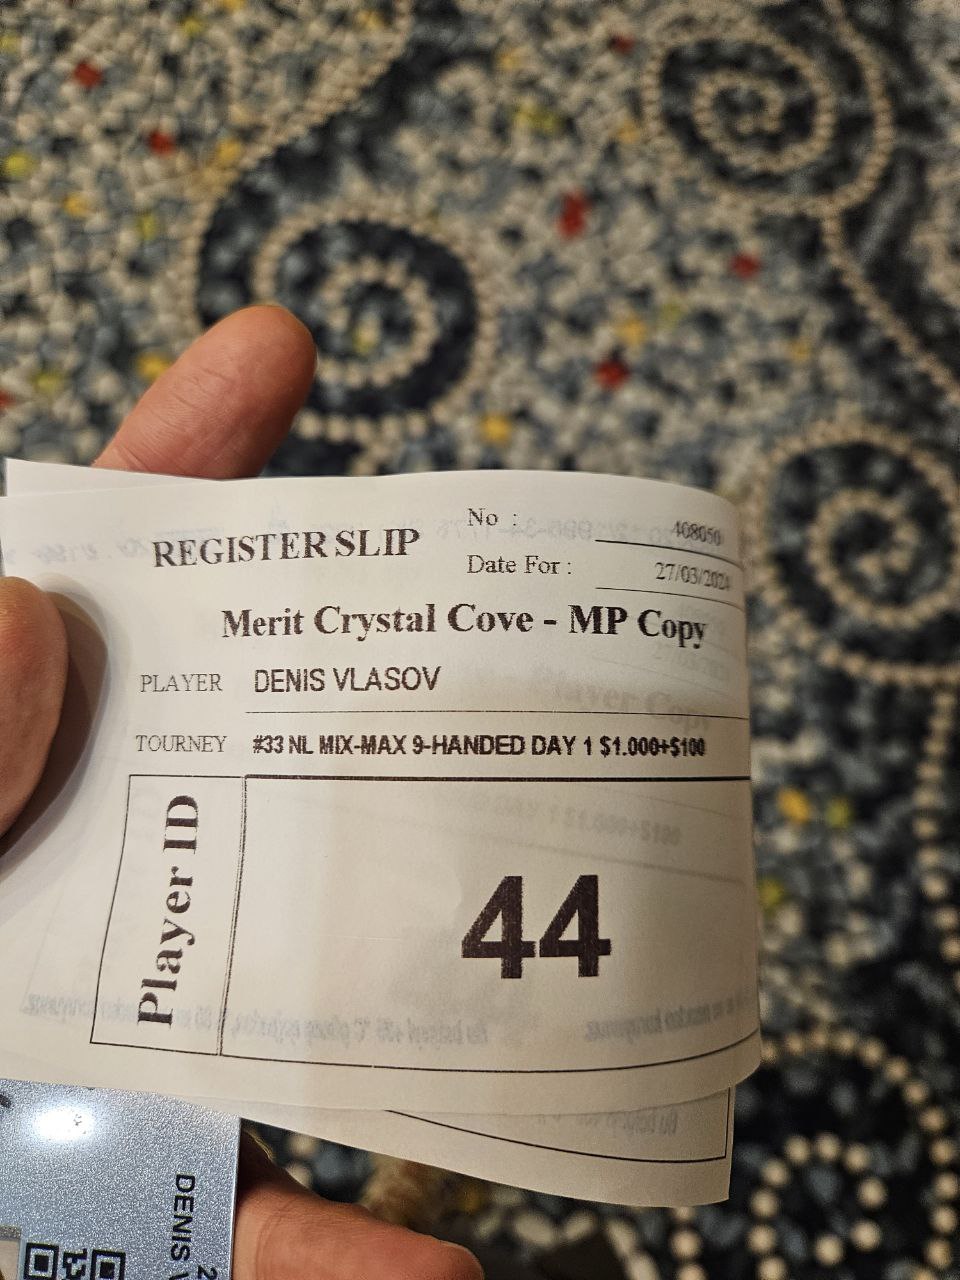 REGISTER SLIP
No : 408050
Date For : 27/03/2024
Merit Crystal Cove - MP Copy
PLAYER DENIS VLASOV
TOURNEY #33 NL MIX-MAX 9-HANDED DAY 1 $1.000+$100
Player ID
44
DENIS V